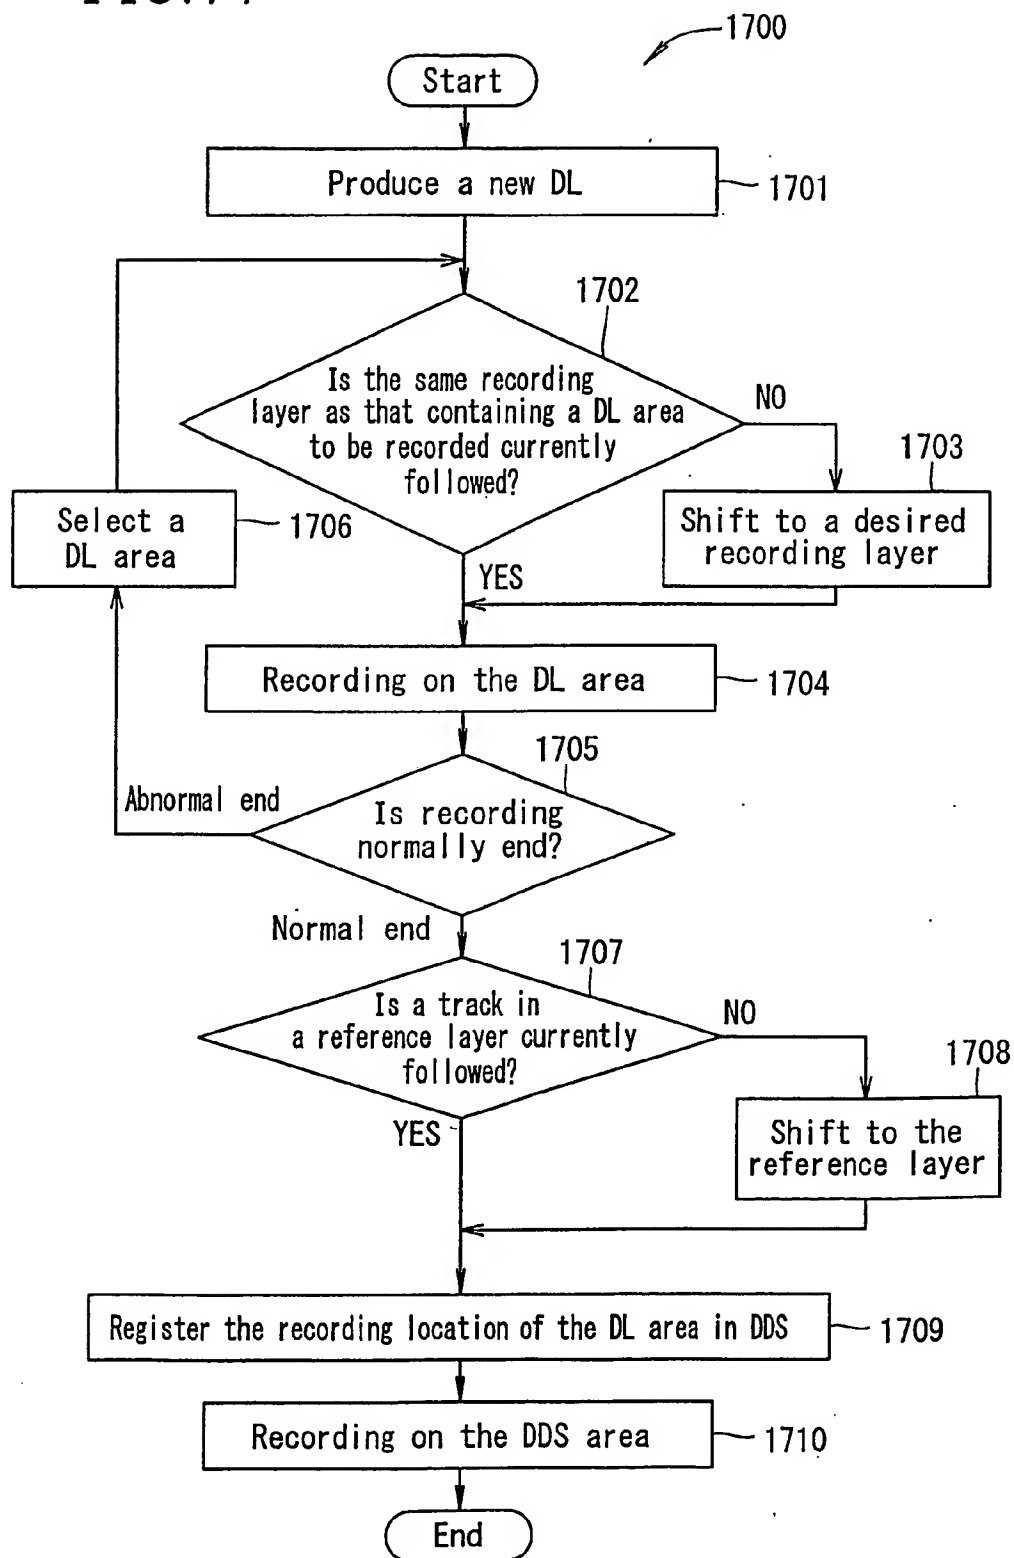 1700
Start
Produce a new DL
1701
1702
Is the same recording
layer as that containing a DL area
to be recorded currently
followed?
NO
1703
Shift to a desired
recording layer
Select a
DL area
1706
YES
Recording on the DL area
1704
1705
Is recording
normally end?
Abnormal end
Normal end
1707
Is a track in
a reference layer currently
followed?
NO
1708
Shift to the
reference layer
YES
Register the recording location of the DL area in DDS
1709
Recording on the DDS area
1710
End